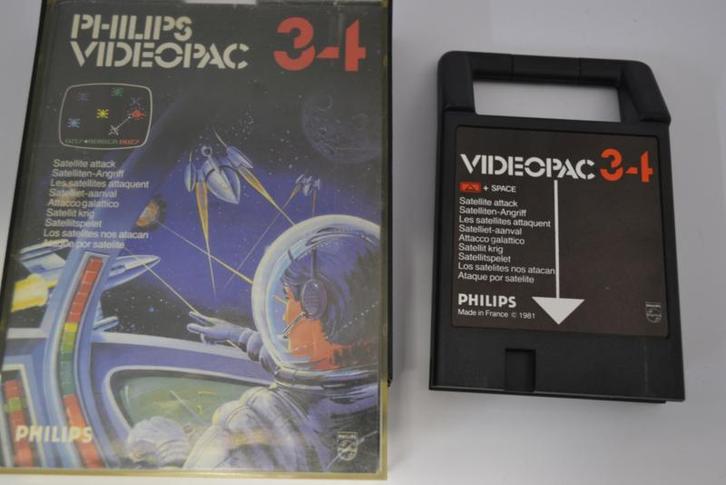 PHILIPS
VIDEOPAC 34
Satellite attack
Satelliten-Angriff
Les satellites attaquent
Satelliet-aanval
Attacco galattico
Satellit krig
Satellitspelet
Los satelites nos atacan
Ataque por satelite
PHILIPS
VIDEOPAC 34
+ SPACE
Satellite attack
Satelliten-Angriff
Les satellites attaquent
Satelliet-aanval
Attacco galattico
Satellit krig
Satellitspelet
Los satelites nos atacan
Ataque por satelite
PHILIPS
Made in France © 1981